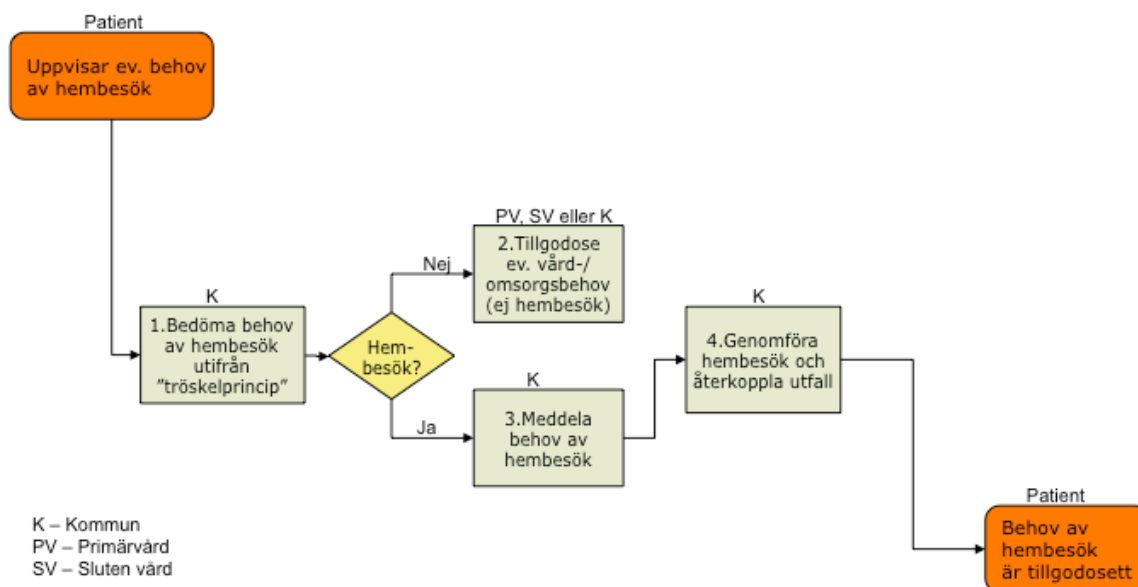 Patient
Uppvisar ev. behov
av hembesök
PV, SV eller K
2.Tillgodose
ev. vård-/
omsorgsbehov
(ej hembesök)
Nej
K
1.Bedöma behov
av hembesök
utifrån
”tröskelprincip”
Hem-
besök?
Ja
K
3.Meddela
behov av
hembesök
K
4.Genomföra
hembesök och
återkoppla utfall
Patient
Behov av
hembesök
är tillgodosett
K – Kommun
PV – Primärvård
SV – Sluten vård